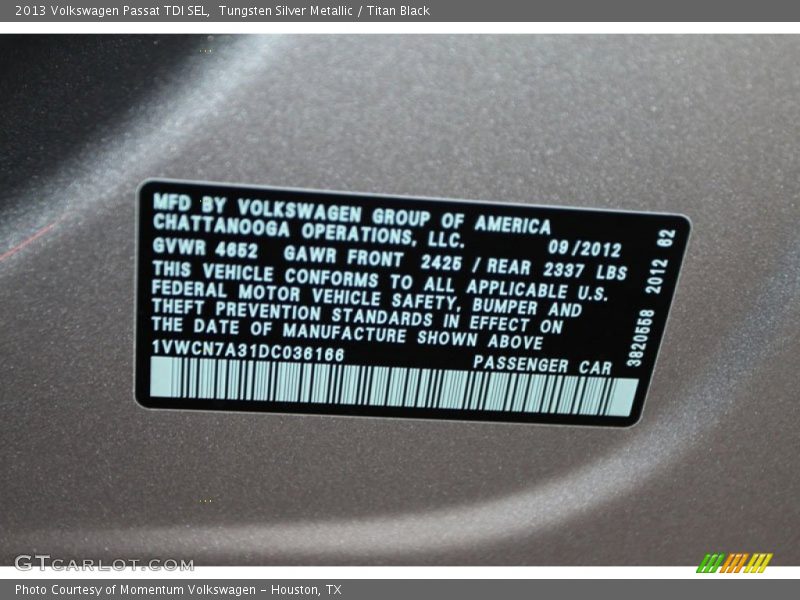 2013 Volkswagen Passat TDI SEL,  Tungsten Silver Metallic / Titan Black
MFD BY VOLKSWAGEN GROUP OF AMERICA
CHATTANOOGA OPERATIONS, LLC.
09/2012
GVWR 4652 GAWR FRONT 2425 / REAR 2337 LBS
THIS VEHICLE CONFORMS TO ALL APPLICABLE U.S.
FEDERAL MOTOR VEHICLE SAFETY, BUMPER AND
THEFT PREVENTION STANDARDS IN EFFECT ON
THE DATE OF MANUFACTURE SHOWN ABOVE
1VWCN7A31DC036166
PASSENGER CAR
3820558 2012 62
GTCARLOT.COM
Photo Courtesy of Momentum Volkswagen – Houston, TX